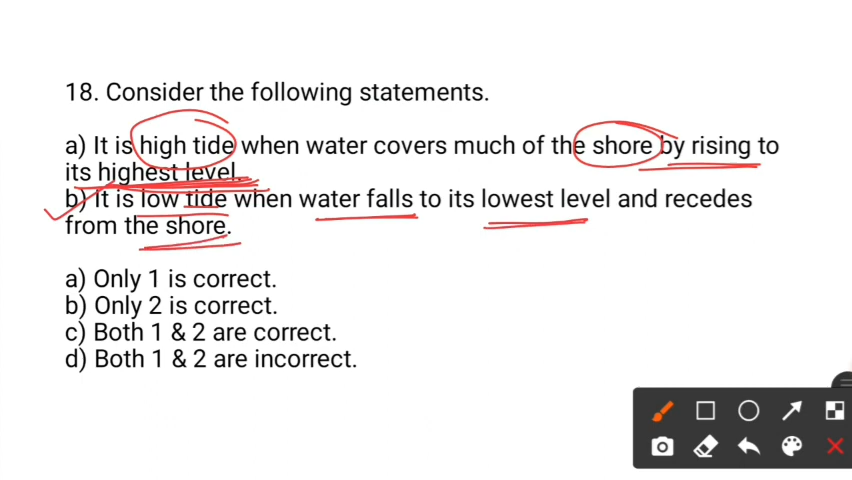 18. Consider the following statements.
a) It is high tide when water covers much of the shore by rising to
its highest level.
b) It is low tide when water falls to its lowest level and recedes
from the shore.
a) Only 1 is correct.
b) Only 2 is correct.
c) Both 1 & 2 are correct.
d) Both 1 & 2 are incorrect.